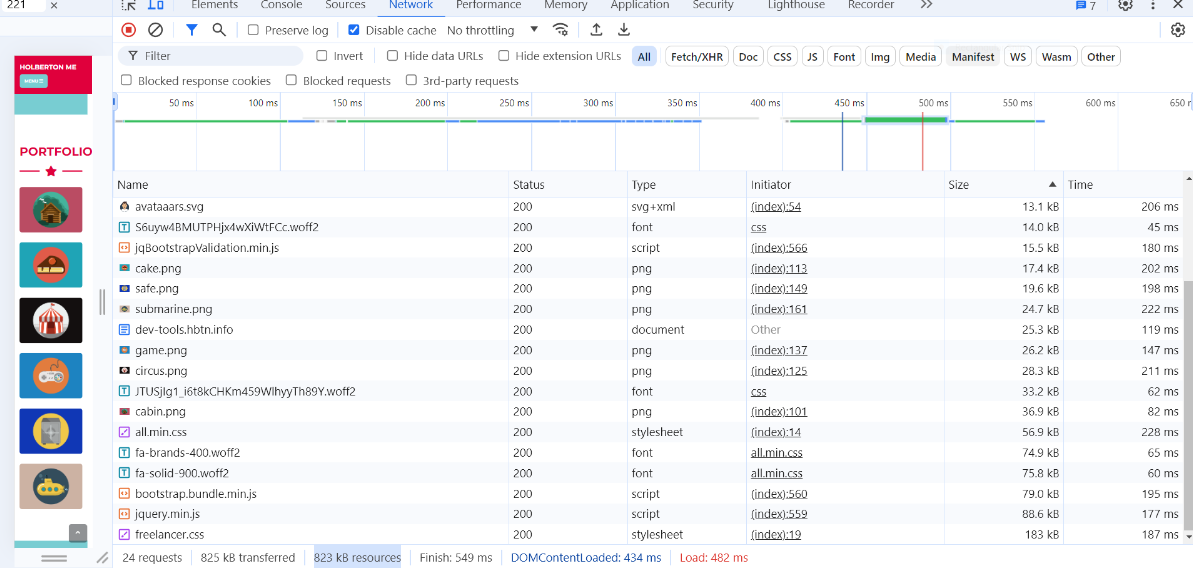 221 ×
Elements Console Sources Network Performance Memory Application Security Lighthouse Recorder 7
Preserve log Disable cache No throttling
Filter Invert Hide data URLs Hide extension URLs All Fetch/XHR Doc CSS JS Font Img Media Manifest WS Wasm Other
Blocked response cookies Blocked requests 3rd-party requests
50 ms 100 ms 150 ms 200 ms 250 ms 300 ms 350 ms 400 ms 450 ms 500 ms 550 ms 600 ms 650
HOLBERTON ME
MENU
PORTFOLIO
Name Status Type Initiator Size Time
avataaars.svg 200 svg+xml (index):54 13.1 kB 206 ms
S6uyw4BMUTPHjx4wXiWtFCc.woff2 200 font css 14.0 kB 45 ms
jqBootstrapValidation.min.js 200 script (index):566 15.5 kB 180 ms
cake.png 200 png (index):113 17.4 kB 202 ms
safe.png 200 png (index):149 19.6 kB 198 ms
submarine.png 200 png (index):161 24.7 kB 222 ms
dev-tools.hbtn.info 200 document Other 25.3 kB 119 ms
game.png 200 png (index):137 26.2 kB 147 ms
circus.png 200 png (index):125 28.3 kB 211 ms
JTUSjIg1_i6t8kCHKm459WlhyyTh89Y.woff2 200 font css 33.2 kB 62 ms
cabin.png 200 png (index):101 36.9 kB 82 ms
all.min.css 200 stylesheet (index):14 56.9 kB 228 ms
fa-brands-400.woff2 200 font all.min.css 74.9 kB 65 ms
fa-solid-900.woff2 200 font all.min.css 75.8 kB 60 ms
bootstrap.bundle.min.js 200 script (index):560 79.0 kB 195 ms
jquery.min.js 200 script (index):559 88.6 kB 177 ms
freelancer.css 200 stylesheet (index):19 183 kB 187 ms
24 requests 825 kB transferred 823 kB resources Finish: 549 ms DOMContentLoaded: 434 ms Load: 482 ms